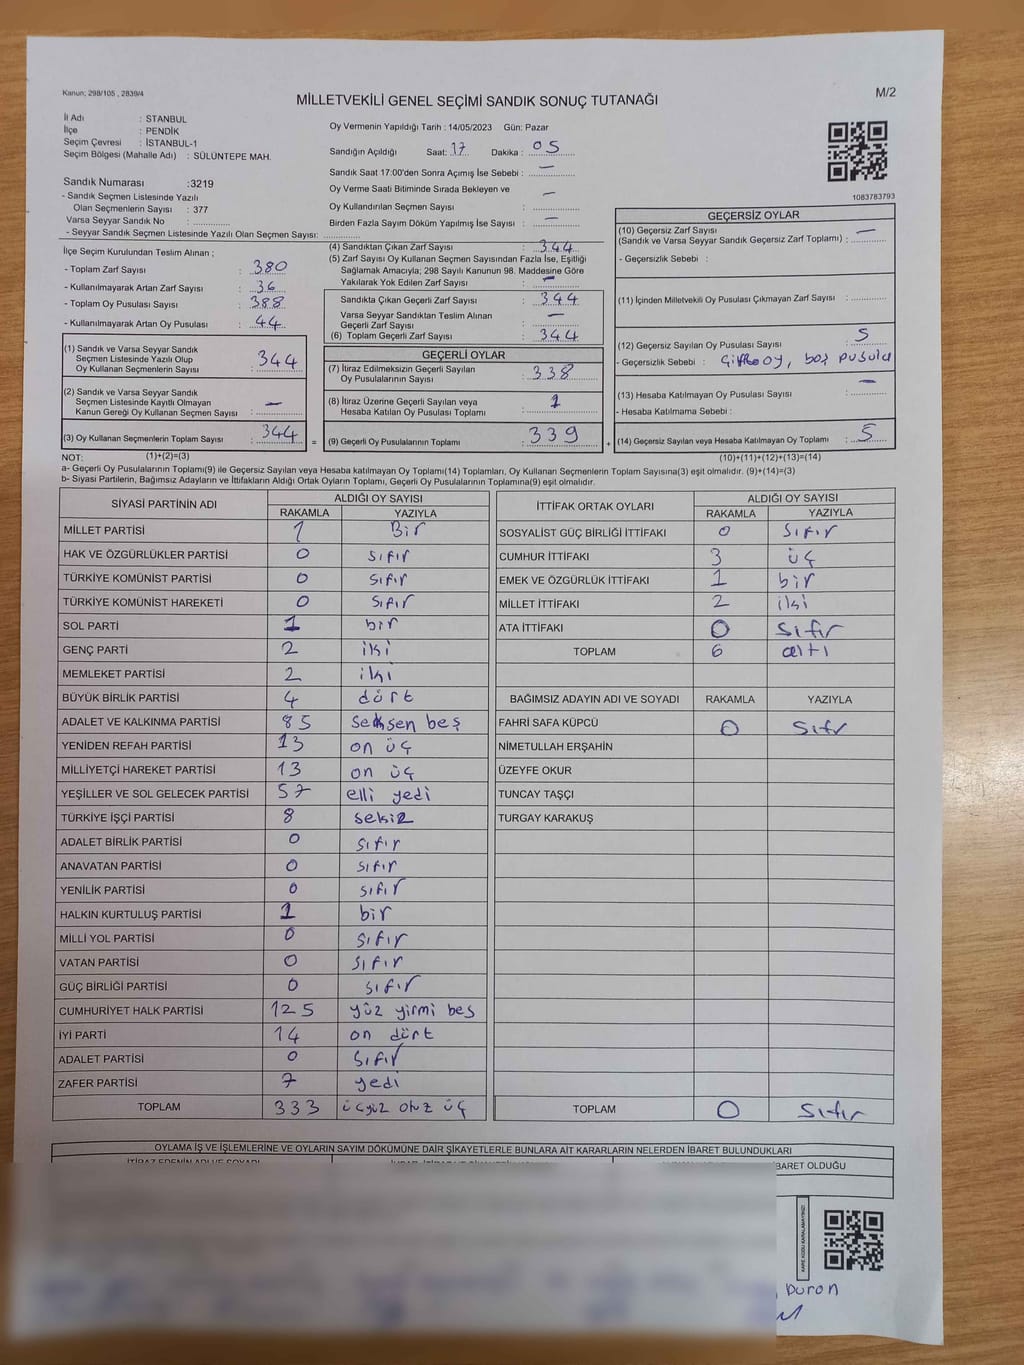 Kanun; 298/105 , 2839/4
MİLLETVEKİLİ GENEL SEÇİMİ SANDIK SONUÇ TUTANAĞI
M/2
İl Adı : STANBUL
İlçe : PENDİK
Seçim Çevresi : İSTANBUL-1
Seçim Bölgesi (Mahalle Adı) : SÜLÜNTEPE MAH.
Sandık Numarası :3219
- Sandık Seçmen Listesinde Yazılı
Olan Seçmenlerin Sayısı : 377
Varsa Seyyar Sandık No :
- Seyyar Sandık Seçmen Listesinde Yazılı Olan Seçmen Sayısı:
Oy Vermenin Yapıldığı Tarih : 14/05/2023 Gün: Pazar
Sandığın Açıldığı Saat: 17 Dakika : 05
Sandık Saat 17:00'den Sonra Açımış İse Sebebi : —
Oy Verme Saati Bitiminde Sırada Bekleyen ve
Oy Kullandırılan Seçmen Sayısı : —
Birden Fazla Sayım Döküm Yapılmış İse Sayısı : —
1083783793
İlçe Seçim Kurulundan Teslim Alınan ;
- Toplam Zarf Sayısı : 380
- Kullanılmayarak Artan Zarf Sayısı : 36
- Toplam Oy Pusulası Sayısı : 388
- Kullanılmayarak Artan Oy Pusulası : 44
(1) Sandık ve Varsa Seyyar Sandık
Seçmen Listesinde Yazılı Olup
Oy Kullanan Seçmenlerin Sayısı : 344
(2) Sandık ve Varsa Seyyar Sandık
Seçmen Listesinde Kayıtlı Olmayan
Kanun Gereği Oy Kullanan Seçmen Sayısı : —
(3) Oy Kullanan Seçmenlerin Toplam Sayısı : 344
(4) Sandıktan Çıkan Zarf Sayısı : 344
(5) Zarf Sayısı Oy Kullanan Seçmen Sayısından Fazla İse, Eşitliği
Sağlamak Amacıyla; 298 Sayılı Kanunun 98. Maddesine Göre
Yakılarak Yok Edilen Zarf Sayısı : —
Sandıkta Çıkan Geçerli Zarf Sayısı : 344
Varsa Seyyar Sandıktan Teslim Alınan
Geçerli Zarf Sayısı : —
(6) Toplam Geçerli Zarf Sayısı : 344
GEÇERLİ OYLAR
(7) İtiraz Edilmeksizin Geçerli Sayılan
Oy Pusulalarının Sayısı : 338
(8) İtiraz Üzerine Geçerli Sayılan veya
Hesaba Katılan Oy Pusulası Toplamı : 1
= (9) Geçerli Oy Pusulalarının Toplamı : 339
GEÇERSİZ OYLAR
(10) Geçersiz Zarf Sayısı
(Sandık ve Varsa Seyyar Sandık Geçersiz Zarf Toplamı) : —
- Geçersizlik Sebebi :
(11) İçinden Milletvekili Oy Pusulası Çıkmayan Zarf Sayısı :
(12) Geçersiz Sayılan Oy Pusulası Sayısı : 5
- Geçersizlik Sebebi : Çift oy, boş pusula
(13) Hesaba Katılmayan Oy Pusulası Sayısı : —
- Hesaba Katılmama Sebebi :
+ (14) Geçersiz Sayılan veya Hesaba Katılmayan Oy Toplamı : 5
NOT: (1)+(2)=(3) (10)+(11)+(12)+(13)=(14)
a- Geçerli Oy Pusulalarının Toplamı(9) ile Geçersiz Sayılan veya Hesaba katılmayan Oy Toplamı(14) Toplamları, Oy Kullanan Seçmenlerin Toplam Sayısına(3) eşit olmalıdır. (9)+(14)=(3)
b- Siyasi Partilerin, Bağımsız Adayların ve İttifakların Aldığı Ortak Oyların Toplamı, Geçerli Oy Pusulalarının Toplamına(9) eşit olmalıdır.
SİYASİ PARTİNİN ADI ALDIĞI OY SAYISI
RAKAMLA YAZIYLA
MİLLET PARTİSİ 1 Bir
HAK VE ÖZGÜRLÜKLER PARTİSİ 0 sıfır
TÜRKİYE KOMÜNİST PARTİSİ 0 sıfır
TÜRKİYE KOMÜNİST HAREKETİ 0 sıfır
SOL PARTİ 1 bir
GENÇ PARTİ 2 iki
MEMLEKET PARTİSİ 2 iki
BÜYÜK BİRLİK PARTİSİ 4 dört
ADALET VE KALKINMA PARTİSİ 85 seksen beş
YENİDEN REFAH PARTİSİ 13 on üç
MİLLİYETÇİ HAREKET PARTİSİ 13 on üç
YEŞİLLER VE SOL GELECEK PARTİSİ 57 elli yedi
TÜRKİYE İŞÇİ PARTİSİ 8 sekiz
ADALET BİRLİK PARTİSİ 0 sıfır
ANAVATAN PARTİSİ 0 sıfır
YENİLİK PARTİSİ 0 sıfır
HALKIN KURTULUŞ PARTİSİ 1 bir
MİLLİ YOL PARTİSİ 0 sıfır
VATAN PARTİSİ 0 sıfır
GÜÇ BİRLİĞİ PARTİSİ 0 sıfır
CUMHURİYET HALK PARTİSİ 125 yüz yirmi beş
İYİ PARTİ 14 on dört
ADALET PARTİSİ 0 sıfır
ZAFER PARTİSİ 7 yedi
TOPLAM 333 üçyüz otuz üç
İTTİFAK ORTAK OYLARI ALDIĞI OY SAYISI
RAKAMLA YAZIYLA
SOSYALİST GÜÇ BİRLİĞİ İTTİFAKI 0 sıfır
CUMHUR İTTİFAKI 3 üç
EMEK VE ÖZGÜRLÜK İTTİFAKI 1 bir
MİLLET İTTİFAKI 2 iki
ATA İTTİFAKI 0 sıfır
TOPLAM 6 altı
BAĞIMSIZ ADAYIN ADI VE SOYADI RAKAMLA YAZIYLA
FAHRİ SAFA KÜPCÜ 0 Sıfır
NİMETULLAH ERŞAHİN
ÜZEYFE OKUR
TUNCAY TAŞÇI
TURGAY KARAKUŞ
TOPLAM 0 Sıfır
OYLAMA İŞ VE İŞLEMLERİNE VE OYLARIN SAYIM DÖKÜMÜNE DAİR ŞİKAYETLERLE BUNLARA AİT KARARLARIN NELERDEN İBARET BULUNDUKLARI
İTİRAZ EDENİN ADI VE SOYADI
İBARET OLDUĞU
KARE KODU KARALAMAYINIZ!
Duran